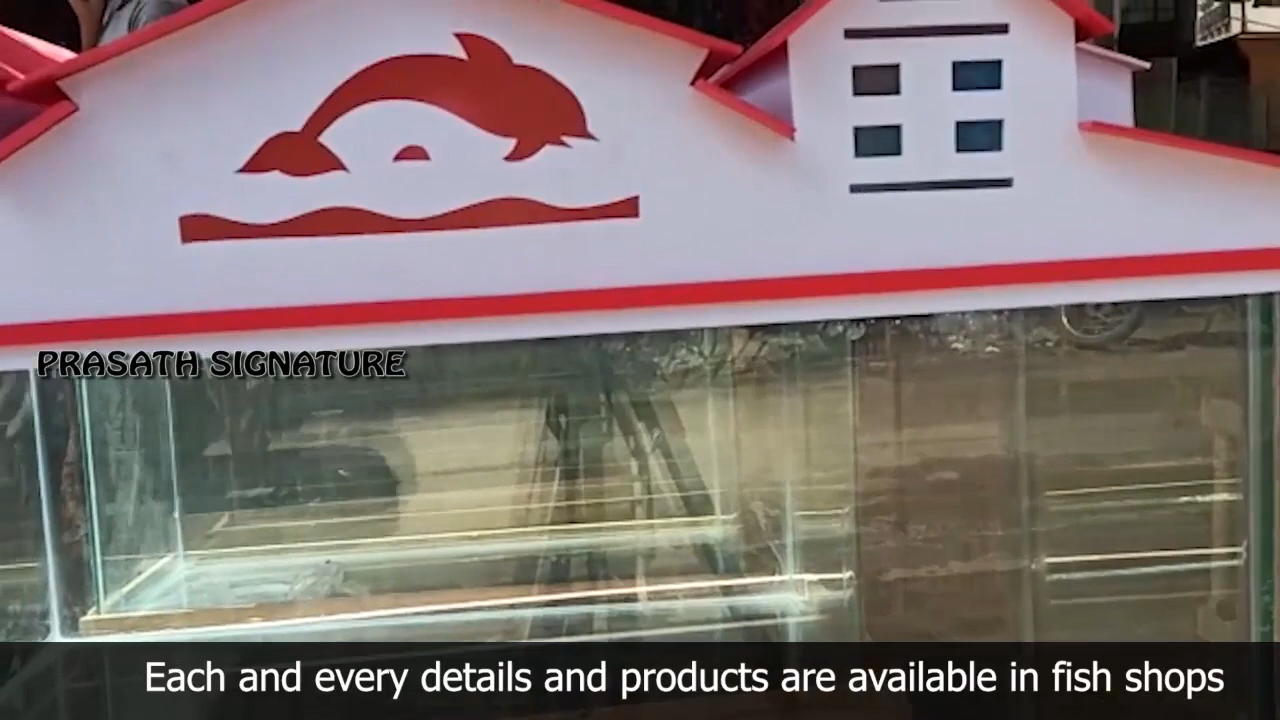 PRASATH SIGNATURE
Each and every details and products are available in fish shops